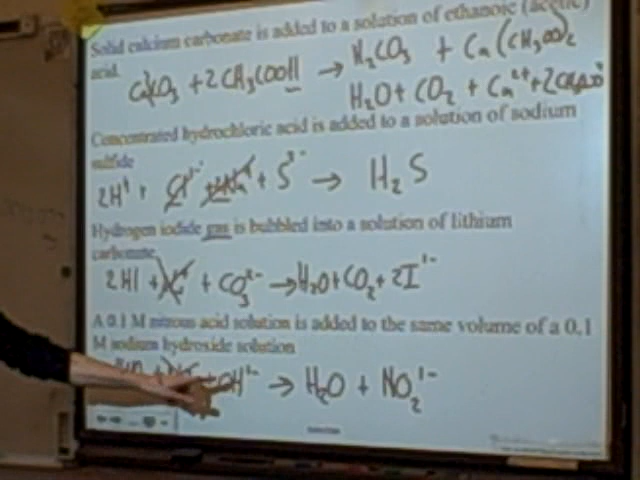 Solid calcium carbonate is added to a solution of ethanoic (acetic)
acid.
CaCO₃ + 2CH₃COOH → H₂CO₃ + Ca(CH₃COO)₂
H₂O + CO₂ + Ca²⁺ +
Concentrated hydrochloric acid is added to a solution of sodium
sulfide
2H⁺ + S²⁻ → H₂S
Hydrogen iodide gas is bubbled into a solution of lithium
carbonate
2HI + + CO₃²⁻ → H₂O + CO₂ + 2I¹⁻
A 0.1 M nitrous acid solution is added to the same volume of a 0.1
M sodium hydroxide solution
+ OH¹⁻ → H₂O + NO₂¹⁻